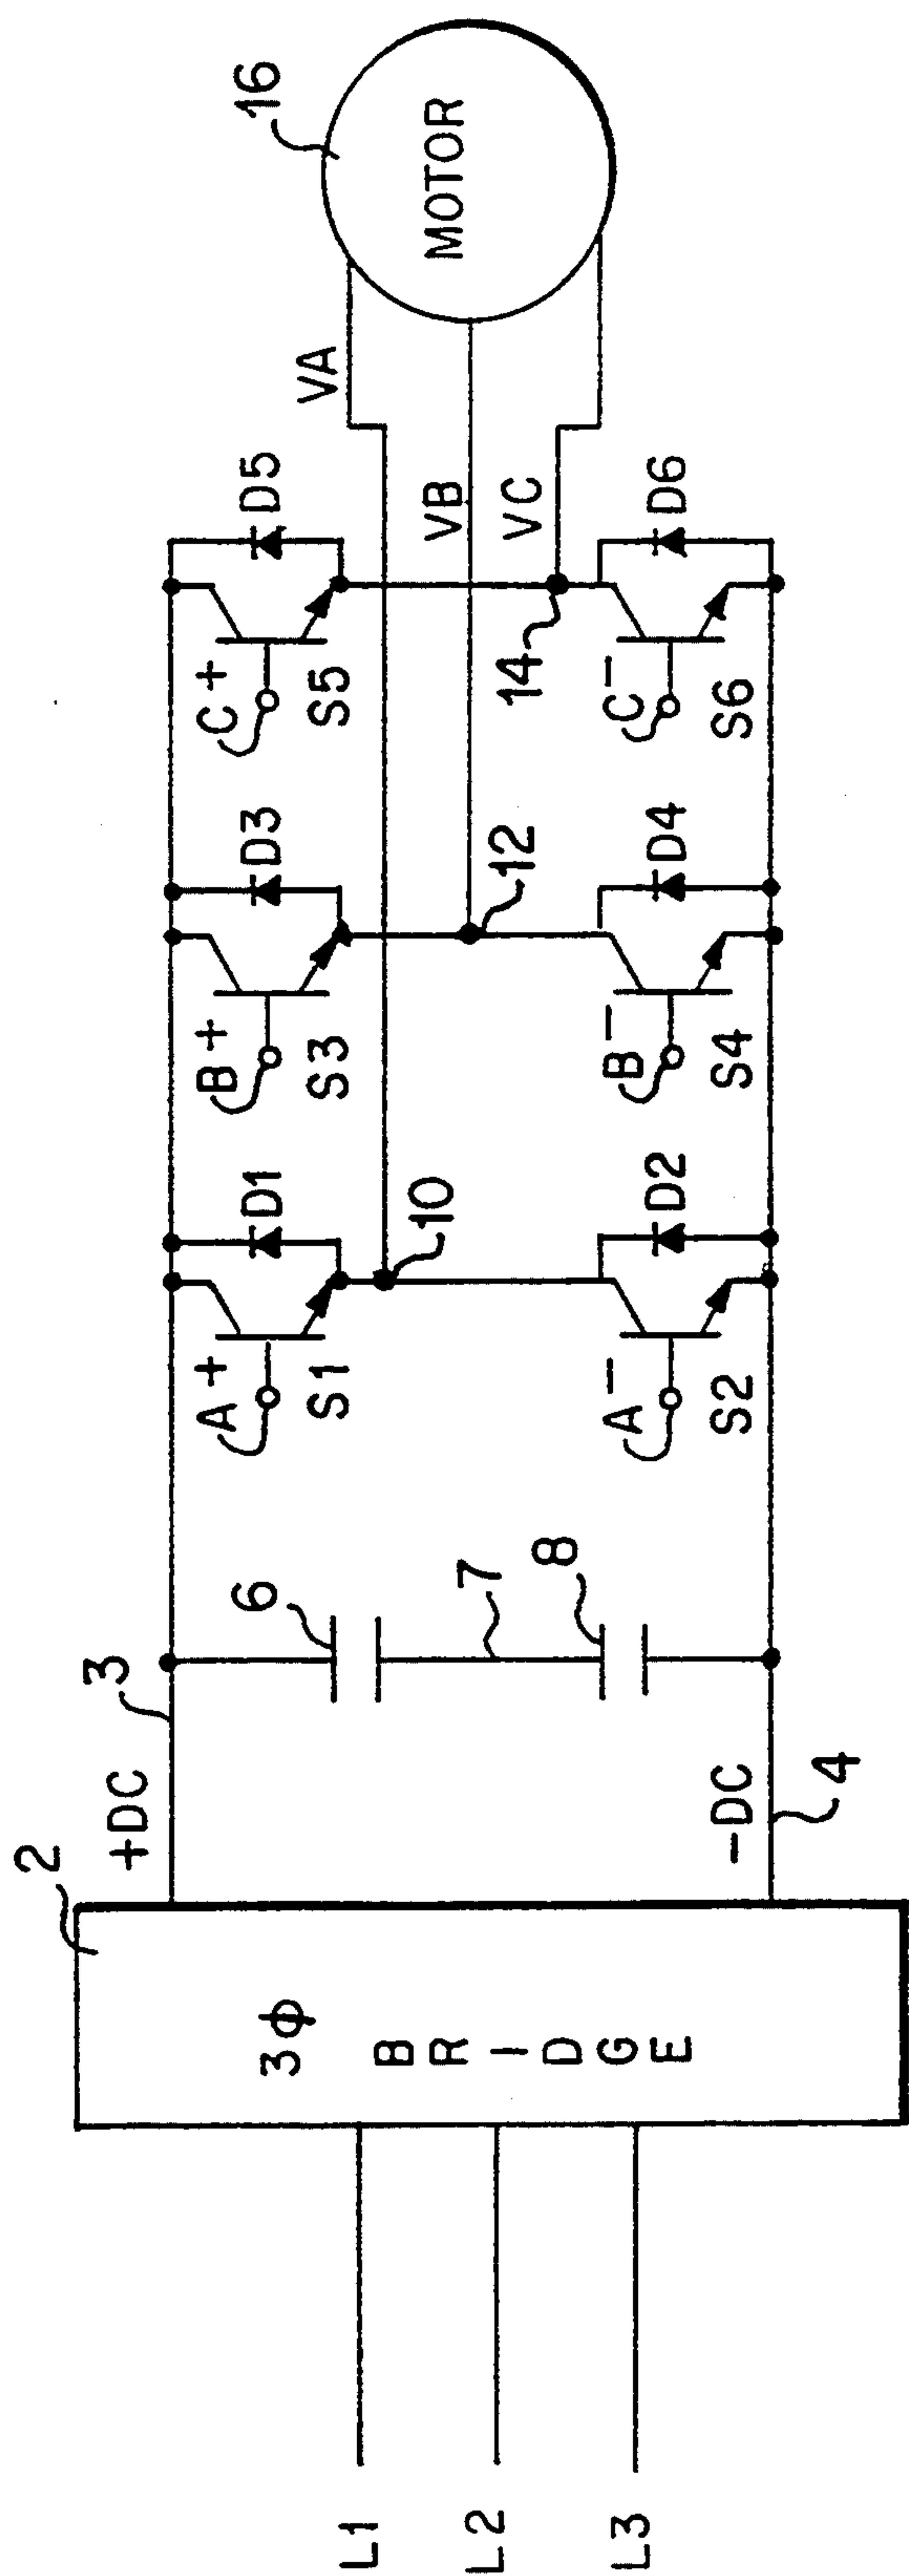 L1
L2
L3
2
3ϕ
BRIDGE
+DC
3
-DC
4
6
7
8
A+
S1
D1
10
A-
S2
D2
B+
S3
D3
12
B-
S4
D4
C+
S5
D5
14
C-
S6
D6
VA
VB
VC
16
MOTOR